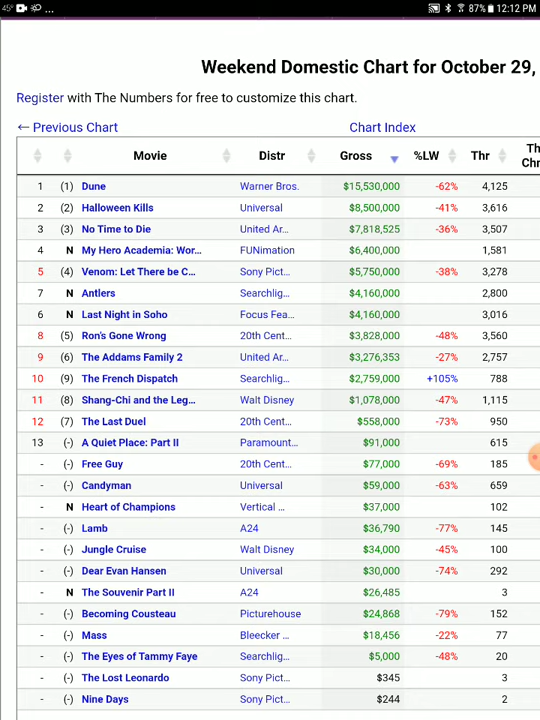 45° ... 87% 12:12 PM
Weekend Domestic Chart for October 29,
Register with The Numbers for free to customize this chart.
← Previous Chart Chart Index
Movie Distr Gross %LW Thr Th
Chr
1 (1) Dune Warner Bros. $15,530,000 -62% 4,125
2 (2) Halloween Kills Universal $8,500,000 -41% 3,616
3 (3) No Time to Die United Ar... $7,818,525 -36% 3,507
4 N My Hero Academia: Wor... FUNimation $6,400,000 1,581
5 (4) Venom: Let There be C... Sony Pict... $5,750,000 -38% 3,278
7 N Antlers Searchlig... $4,160,000 2,800
6 N Last Night in Soho Focus Fea... $4,160,000 3,016
8 (5) Ron's Gone Wrong 20th Cent... $3,828,000 -48% 3,560
9 (6) The Addams Family 2 United Ar... $3,276,353 -27% 2,757
10 (9) The French Dispatch Searchlig... $2,759,000 +105% 788
11 (8) Shang-Chi and the Leg... Walt Disney $1,078,000 -47% 1,115
12 (7) The Last Duel 20th Cent... $558,000 -73% 950
13 (-) A Quiet Place: Part II Paramount... $91,000 615
- (-) Free Guy 20th Cent... $77,000 -69% 185
- (-) Candyman Universal $59,000 -63% 659
- N Heart of Champions Vertical ... $37,000 102
- (-) Lamb A24 $36,790 -77% 145
- (-) Jungle Cruise Walt Disney $34,000 -45% 100
- (-) Dear Evan Hansen Universal $30,000 -74% 292
- N The Souvenir Part II A24 $26,485 3
- (-) Becoming Cousteau Picturehouse $24,868 -79% 152
- (-) Mass Bleecker ... $18,456 -22% 77
- (-) The Eyes of Tammy Faye Searchlig... $5,000 -48% 20
- (-) The Lost Leonardo Sony Pict... $345 3
- (-) Nine Days Sony Pict... $244 2